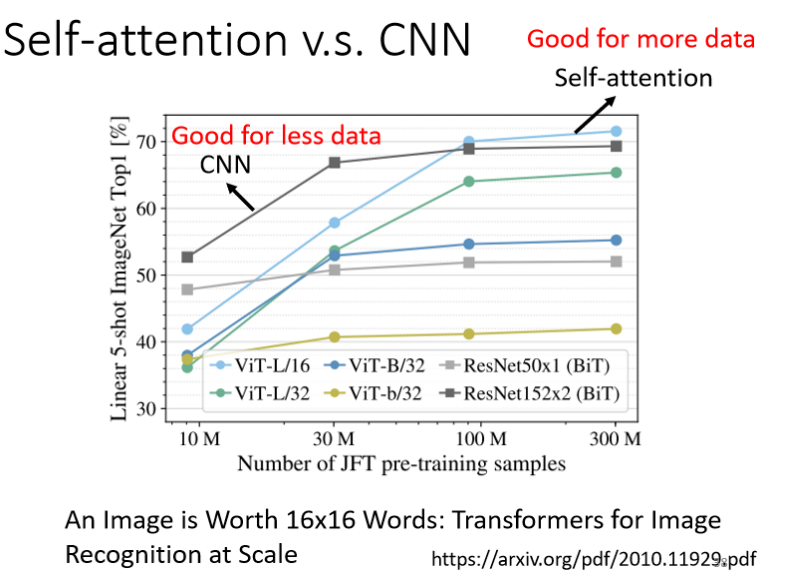 Self-attention v.s. CNN
Good for more data
Self-attention
Good for less data
CNN
Linear 5-shot ImageNet Top1 [%]
70
60
50
40
30
ViT-L/16 ViT-B/32 ResNet50x1 (BiT)
ViT-L/32 ViT-b/32 ResNet152x2 (BiT)
10 M 30 M 100 M 300 M
Number of JFT pre-training samples
An Image is Worth 16x16 Words: Transformers for Image
Recognition at Scale
https://arxiv.org/pdf/2010.11929.pdf